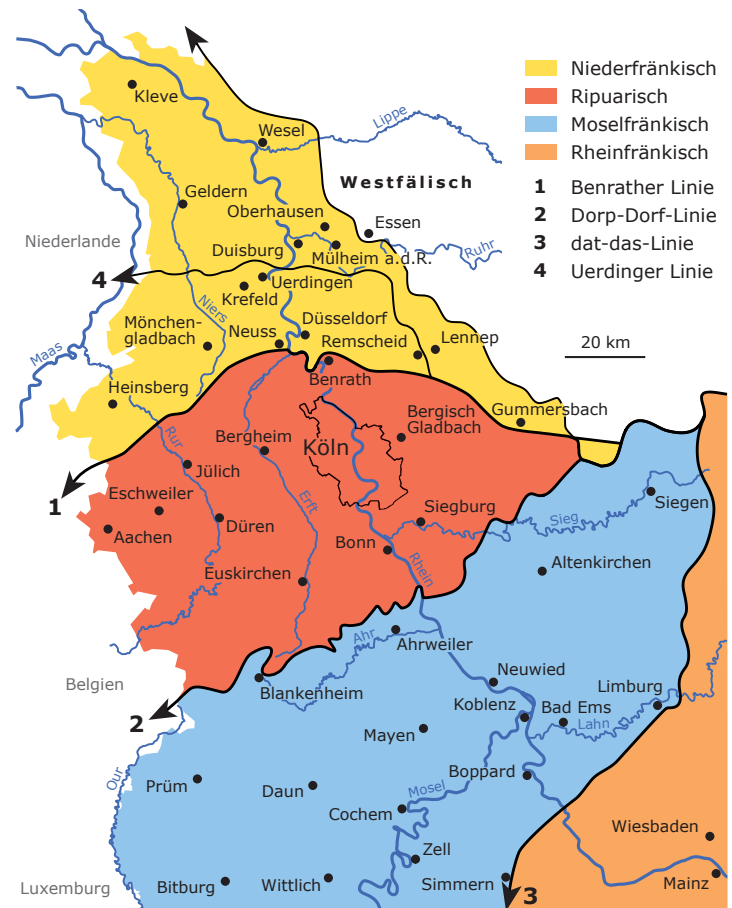 Niederfränkisch
Ripuarisch
Moselfränkisch
Rheinfränkisch
1 Benrather Linie
2 Dorp-Dorf-Linie
3 dat-das-Linie
4 Uerdinger Linie
20 km
Kleve
Wesel
Lippe
Westfälisch
Geldern
Oberhausen
Essen
Niederlande
Duisburg
Mülheim a.d.R.
Ruhr
4
Uerdingen
Krefeld
Niers
Mönchen-
gladbach
Neuss
Düsseldorf
Remscheid
Lennep
Maas
Benrath
Heinsberg
Gummersbach
Bergisch
Gladbach
Rur
Bergheim
Köln
Jülich
1
Eschweiler
Erft
Siegburg
Sieg
Siegen
Aachen
Düren
Bonn
Rhein
Altenkirchen
Euskirchen
Ahr
Ahrweiler
Belgien
Blankenheim
Neuwied
Limburg
2
Koblenz
Bad Ems
Lahn
Mayen
Our
Prüm
Daun
Mosel
Boppard
Cochem
Wiesbaden
Zell
Luxemburg
Bitburg
Wittlich
Simmern
3
Mainz